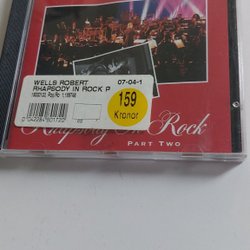 WELLS ROBERT 07-04-1
RHAPSODY IN ROCK P
159
Kronor
Rhapsody In Rock
PART TWO